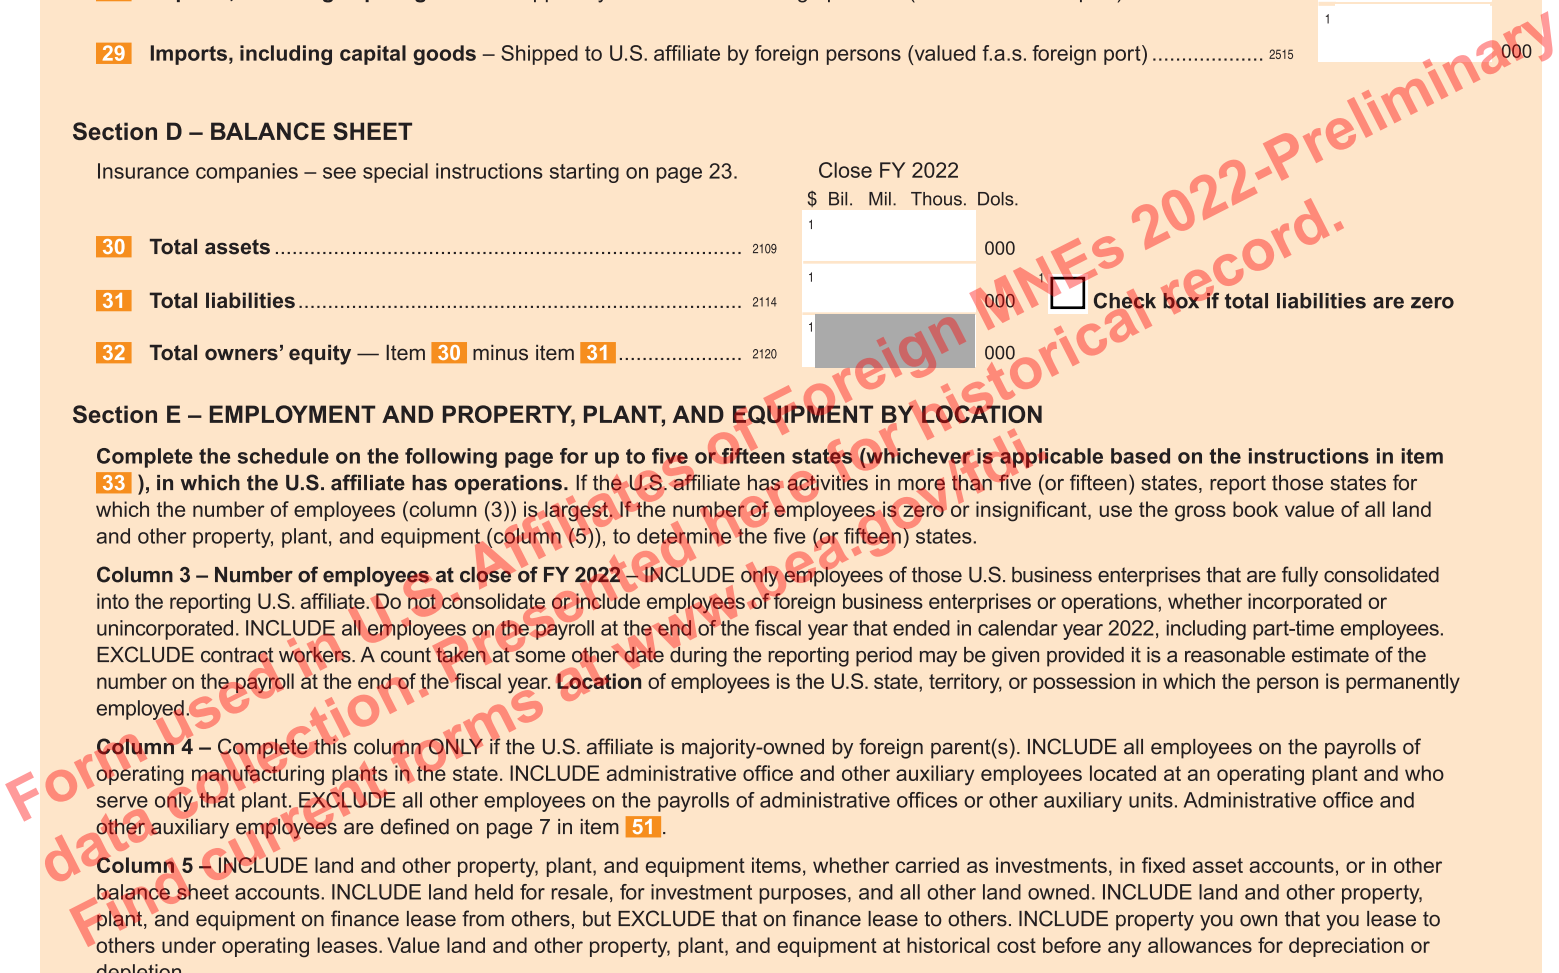 1
29 Imports, including capital goods – Shipped to U.S. affiliate by foreign persons (valued f.a.s. foreign port)................... 2515 000
Section D – BALANCE SHEET
Insurance companies – see special instructions starting on page 23.
Close FY 2022
$ Bil. Mil. Thous. Dols.
1
30 Total assets.............................................................................. 2109 000
1
31 Total liabilities.......................................................................... 2114 000
1 Check box if total liabilities are zero
1
32 Total owners' equity — Item 30 minus item 31..................... 2120 000
Section E – EMPLOYMENT AND PROPERTY, PLANT, AND EQUIPMENT BY LOCATION
Complete the schedule on the following page for up to five or fifteen states (whichever is applicable based on the instructions in item
33 ), in which the U.S. affiliate has operations. If the U.S. affiliate has activities in more than five (or fifteen) states, report those states for
which the number of employees (column (3)) is largest. If the number of employees is zero or insignificant, use the gross book value of all land
and other property, plant, and equipment (column (5)), to determine the five (or fifteen) states.
Column 3 – Number of employees at close of FY 2022 – INCLUDE only employees of those U.S. business enterprises that are fully consolidated
into the reporting U.S. affiliate. Do not consolidate or include employees of foreign business enterprises or operations, whether incorporated or
unincorporated. INCLUDE all employees on the payroll at the end of the fiscal year that ended in calendar year 2022, including part-time employees.
EXCLUDE contract workers. A count taken at some other date during the reporting period may be given provided it is a reasonable estimate of the
number on the payroll at the end of the fiscal year. Location of employees is the U.S. state, territory, or possession in which the person is permanently
employed.
Column 4 – Complete this column ONLY if the U.S. affiliate is majority-owned by foreign parent(s). INCLUDE all employees on the payrolls of
operating manufacturing plants in the state. INCLUDE administrative office and other auxiliary employees located at an operating plant and who
serve only that plant. EXCLUDE all other employees on the payrolls of administrative offices or other auxiliary units. Administrative office and
other auxiliary employees are defined on page 7 in item 51.
Column 5 – INCLUDE land and other property, plant, and equipment items, whether carried as investments, in fixed asset accounts, or in other
balance sheet accounts. INCLUDE land held for resale, for investment purposes, and all other land owned. INCLUDE land and other property,
plant, and equipment on finance lease from others, but EXCLUDE that on finance lease to others. INCLUDE property you own that you lease to
others under operating leases. Value land and other property, plant, and equipment at historical cost before any allowances for depreciation or
depletion.
Form used in U.S. Affiliates of Foreign MNEs 2022-Preliminary
data collection. Presented here for historical record.
Find current forms at www.bea.gov/fdi.